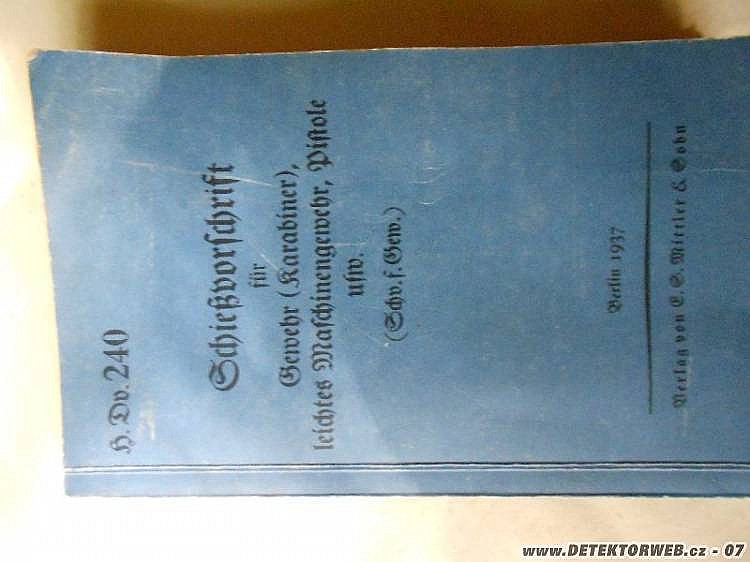 H. Dv. 240
Schießvorschrift
für
Gewehr (Karabiner),
leichtes Maschinengewehr, Pistole
usw.
(Schv. f. Gew.)
Berlin 1937
Verlag von E. S. Mittler & Sohn
www.DETEKTORWEB.cz - 07